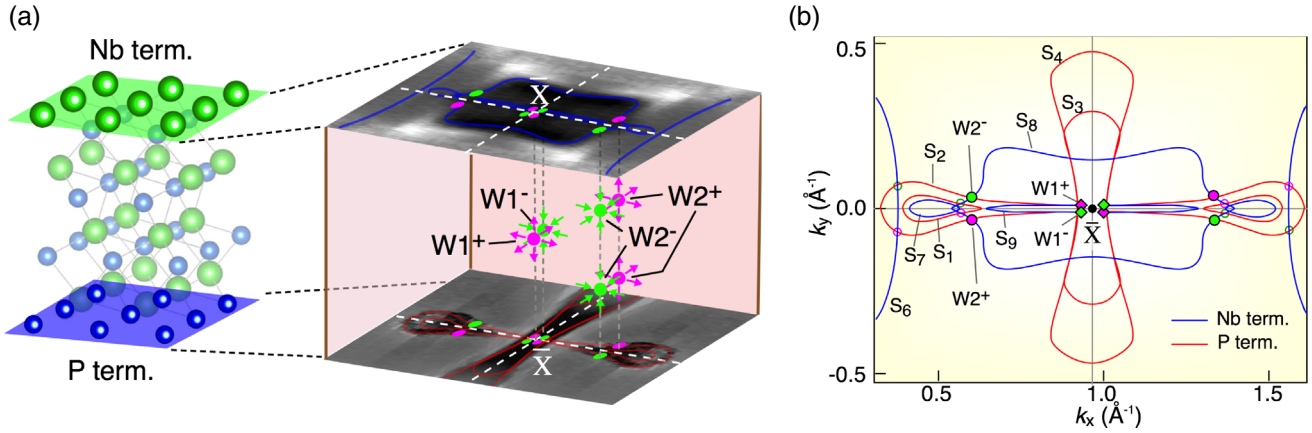 (a)
Nb term.
P term.
X̄
W1⁻
W1⁺
W2⁺
W2⁻
X̄
(b)
0.5
0.0
-0.5
k_y (Å⁻¹)
S₄
S₃
S₈
W2⁻
S₂
W1⁺
W1⁻
X̄
S₉
S₇
S₁
W2⁺
S₆
Nb term.
P term.
0.5
1.0
1.5
k_x (Å⁻¹)